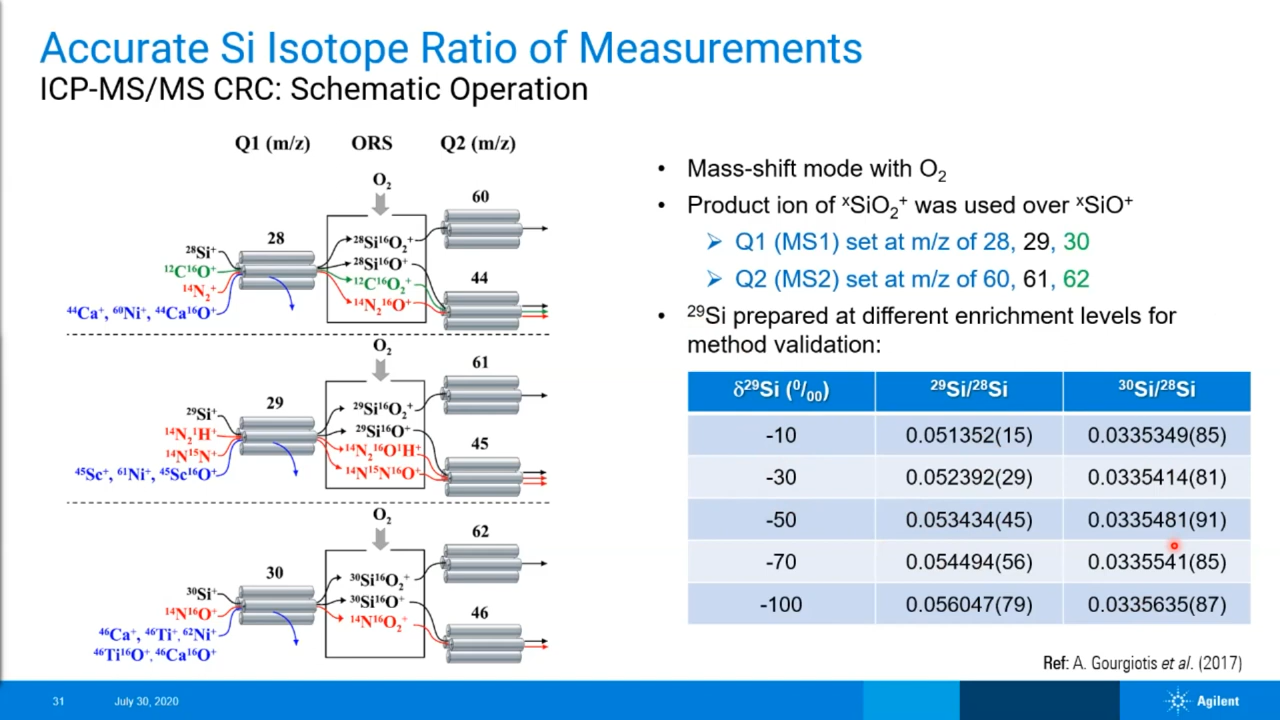 Accurate Si Isotope Ratio of Measurements
ICP-MS/MS CRC: Schematic Operation
Q1 (m/z) ORS Q2 (m/z)
O₂
60
28
²⁸Si⁺
¹²C¹⁶O⁺
¹⁴N₂⁺
⁴⁴Ca⁺, ⁶⁰Ni⁺, ⁴⁴Ca¹⁶O⁺
²⁸Si¹⁶O₂⁺
²⁸Si¹⁶O⁺
¹²C¹⁶O₂⁺
¹⁴N₂¹⁶O⁺
44
O₂
61
29
²⁹Si⁺
¹⁴N₂¹H⁺
¹⁴N¹⁵N⁺
⁴⁵Sc⁺, ⁶¹Ni⁺, ⁴⁵Sc¹⁶O⁺
²⁹Si¹⁶O₂⁺
²⁹Si¹⁶O⁺
¹⁴N₂¹⁶O¹H⁺
¹⁴N¹⁵N¹⁶O⁺
45
O₂
62
30
³⁰Si⁺
¹⁴N¹⁶O⁺
⁴⁶Ca⁺, ⁴⁶Ti⁺, ⁶²Ni⁺
⁴⁶Ti¹⁶O⁺, ⁴⁶Ca¹⁶O⁺
³⁰Si¹⁶O₂⁺
³⁰Si¹⁶O⁺
¹⁴N¹⁶O₂⁺
46
• Mass-shift mode with O₂
• Product ion of ˣSiO₂⁺ was used over ˣSiO⁺
➢ Q1 (MS1) set at m/z of 28, 29, 30
➢ Q2 (MS2) set at m/z of 60, 61, 62
• ²⁹Si prepared at different enrichment levels for
method validation:
δ²⁹Si (⁰/₀₀) ²⁹Si/²⁸Si ³⁰Si/²⁸Si
-10 0.051352(15) 0.0335349(85)
-30 0.052392(29) 0.0335414(81)
-50 0.053434(45) 0.0335481(91)
-70 0.054494(56) 0.0335541(85)
-100 0.056047(79) 0.0335635(87)
Ref: A. Gourgiotis et al. (2017)
31 July 30, 2020 Agilent